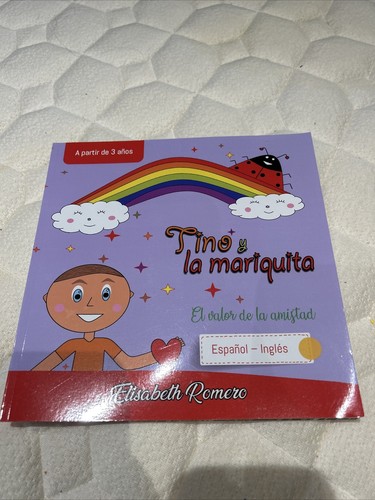 A partir de 3 años
Tino y
la mariquita
El valor de la amistad
Español – Inglés
Elisabeth Romero